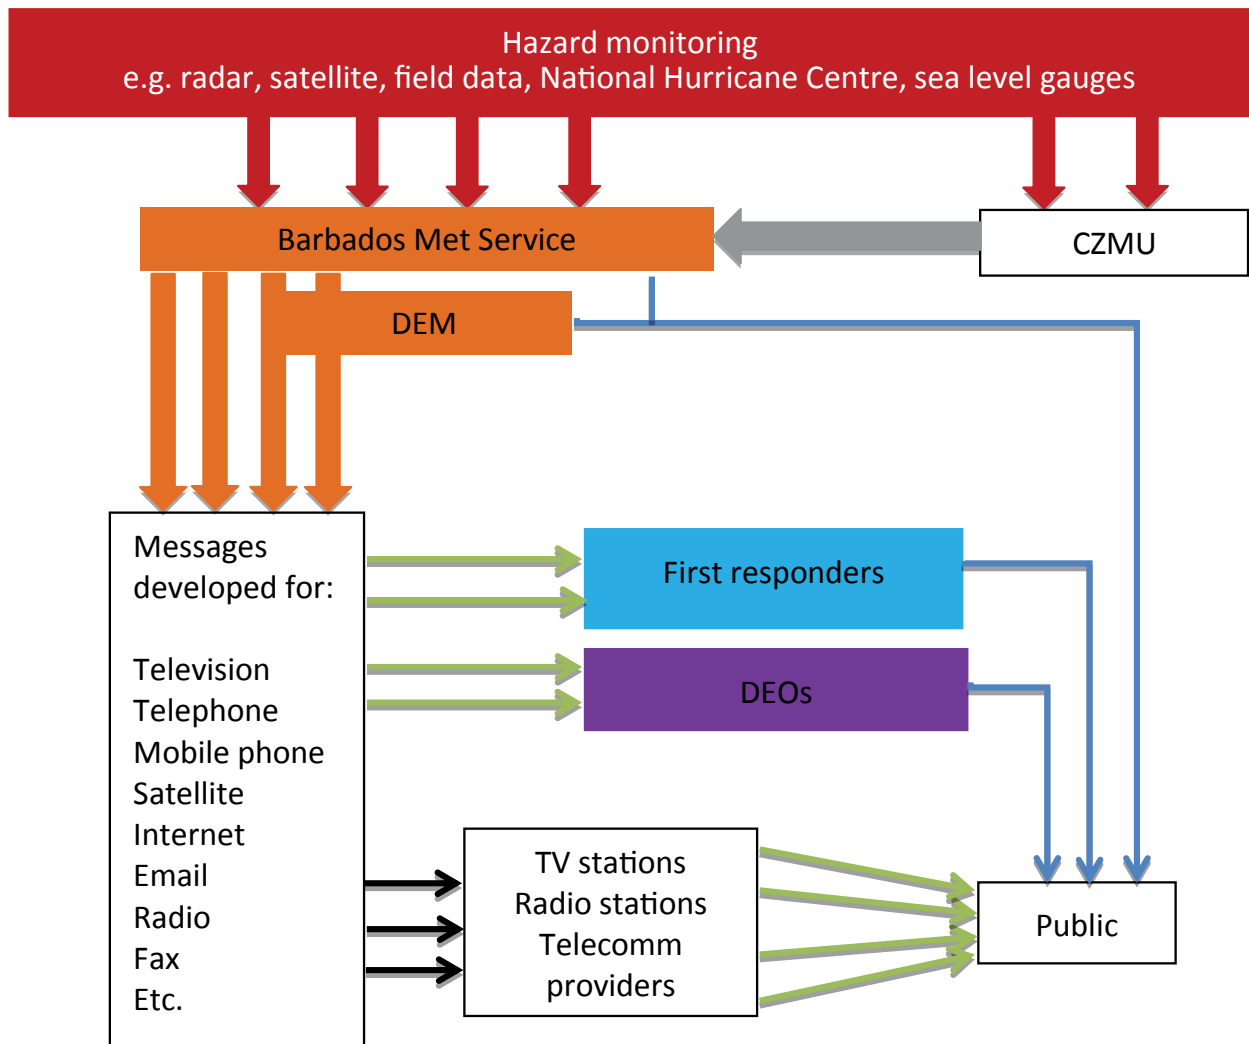 Hazard monitoring
e.g. radar, satellite, field data, National Hurricane Centre, sea level gauges
Barbados Met Service
CZMU
DEM
Messages
developed for:
Television
Telephone
Mobile phone
Satellite
Internet
Email
Radio
Fax
Etc.
First responders
DEOs
TV stations
Radio stations
Telecomm
providers
Public